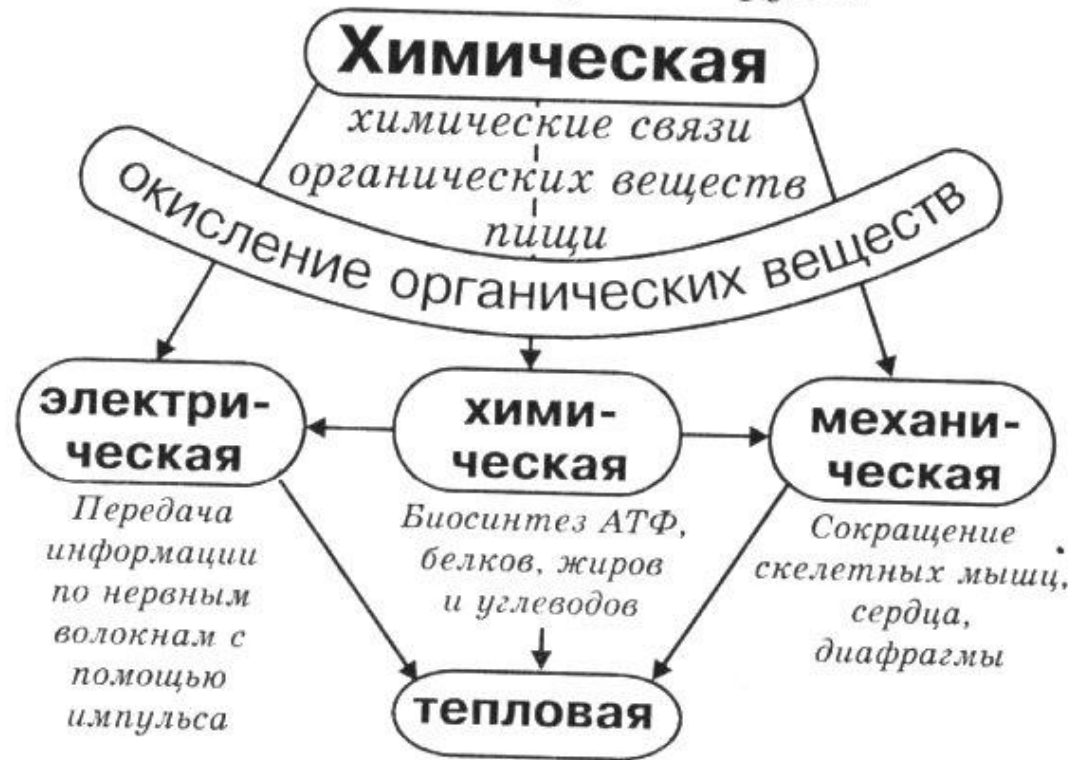 Химическая
химические связи
органических веществ
пищи
окисление органических веществ
электри-
ческая
хими-
ческая
механи-
ческая
Передача
информации
по нервным
волокнам с
помощью
импульса
Биосинтез АТФ,
белков, жиров
и углеводов
Сокращение
скелетных мышц,
сердца,
диафрагмы
тепловая